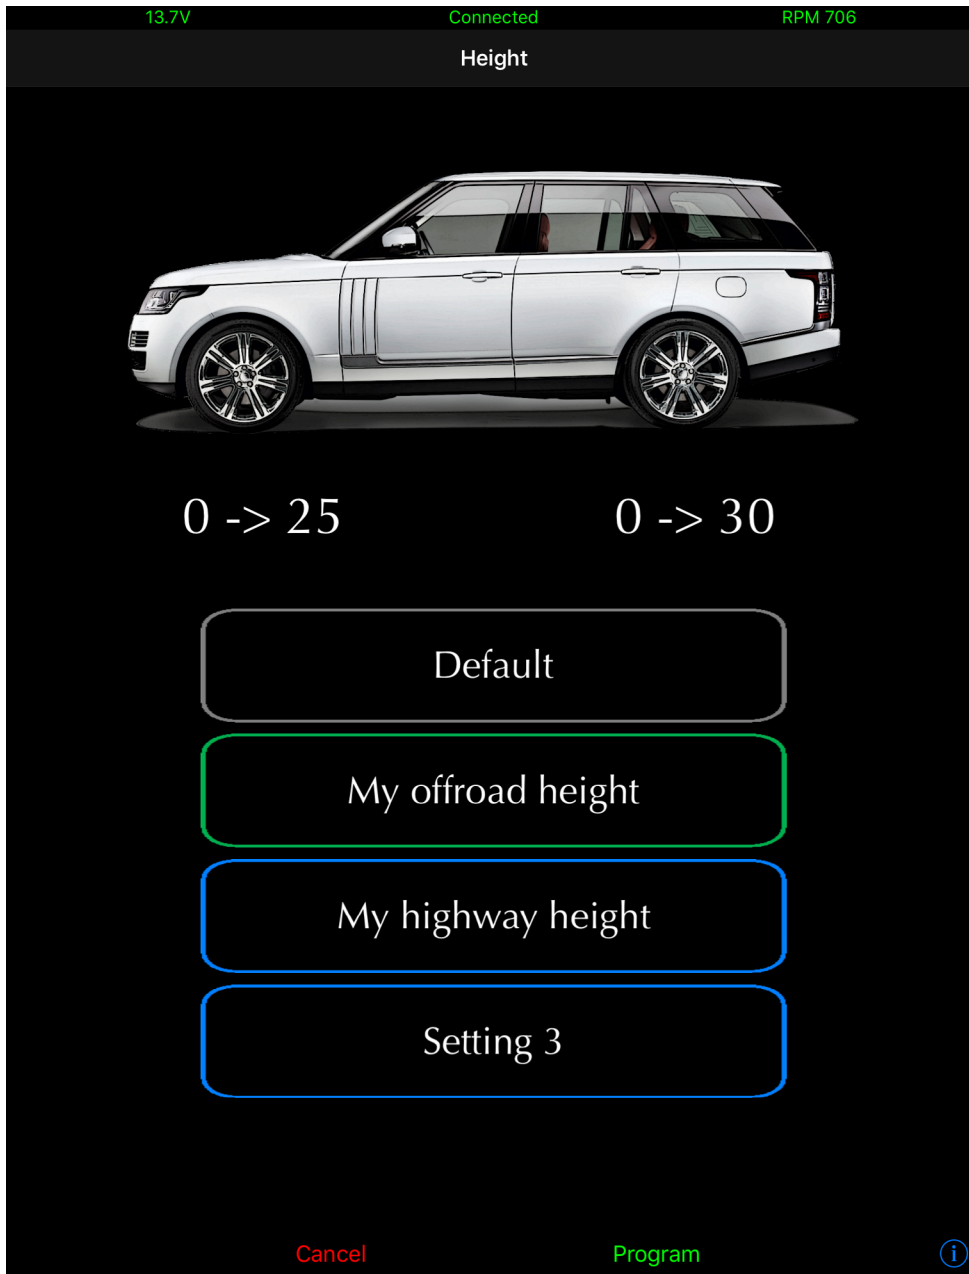 13.7V Connected RPM 706
Height
0 -> 25 0 -> 30
Default
My offroad height
My highway height
Setting 3
Cancel Program i